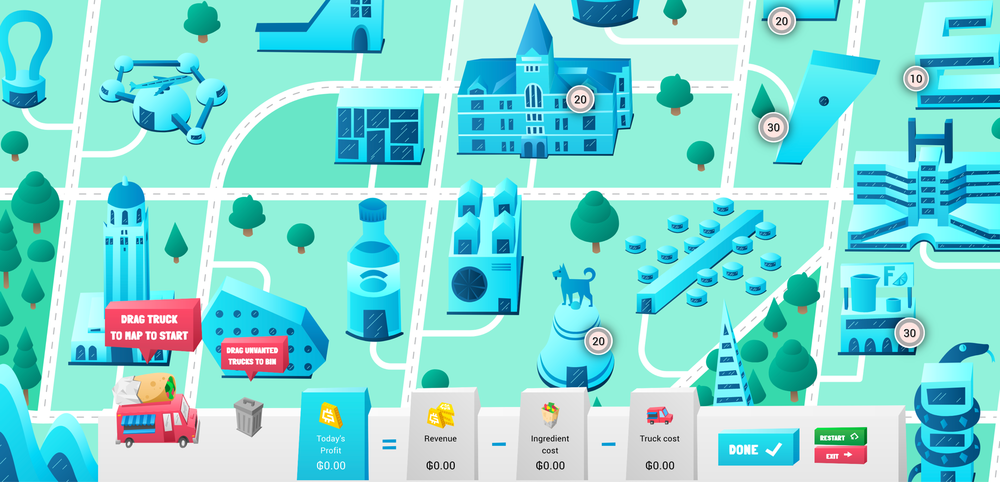 20
20
10
30
F
20
30
DRAG TRUCK
TO MAP TO START
DRAG UNWANTED
TRUCKS TO BIN
Today's
Profit
₲0.00
=
Revenue
₲0.00
−
Ingredient
cost
₲0.00
−
Truck cost
₲0.00
DONE
RESTART
EXIT